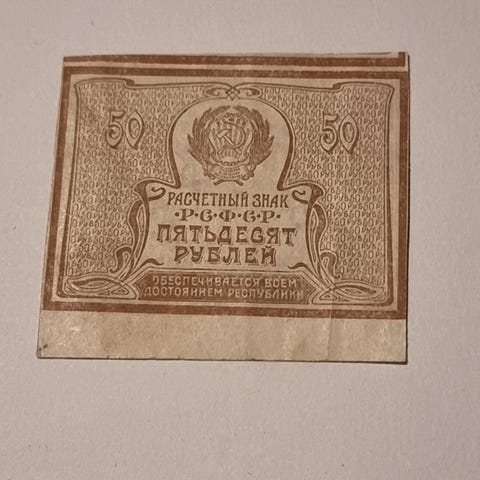 50 50
РАСЧЕТНЫЙ ЗНАК
·Р·С·Ф·С·Р·
ПЯТЬДЕСЯТ
РУБЛЕЙ
ОБЕСПЕЧИВАЕТСЯ ВСЕМ
ДОСТОЯНИЕМ РЕСПУБЛИКИ